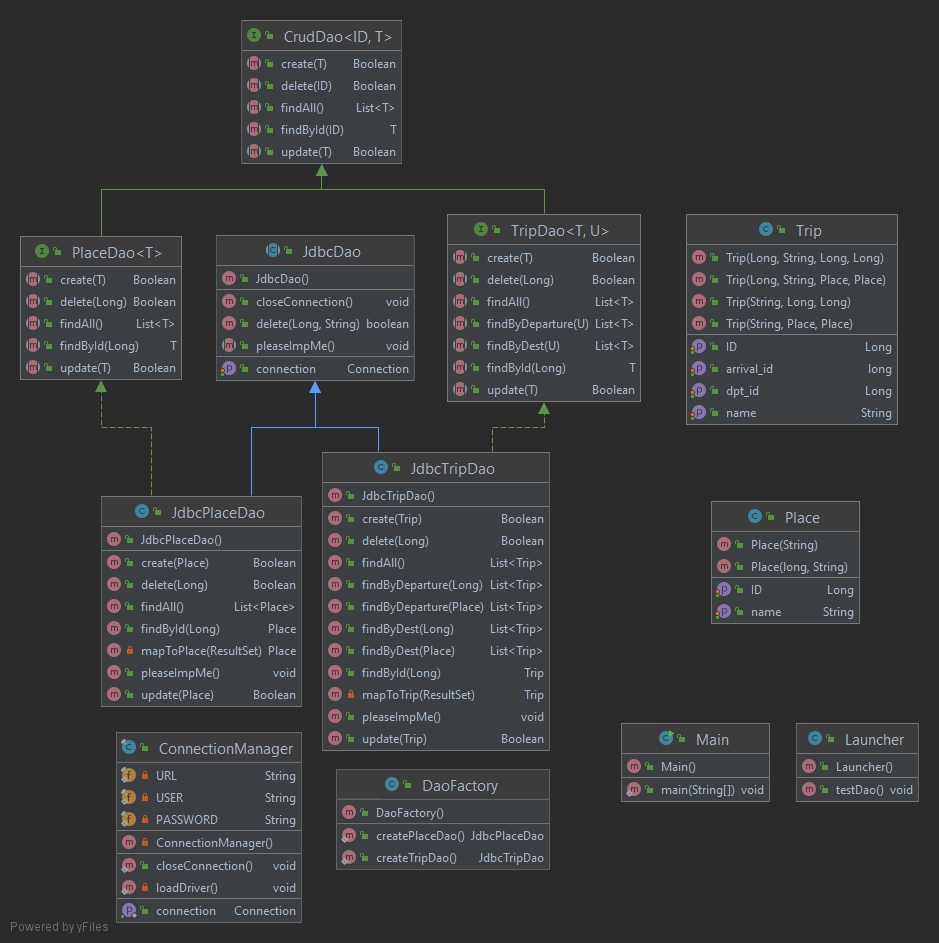 CrudDao<ID, T>
create(T) Boolean
delete(ID) Boolean
findAll() List<T>
findById(ID) T
update(T) Boolean
PlaceDao<T>
create(T) Boolean
delete(Long) Boolean
findAll() List<T>
findById(Long) T
update(T) Boolean
JdbcDao
JdbcDao()
closeConnection() void
delete(Long, String) boolean
pleaseImpMe() void
connection Connection
TripDao<T, U>
create(T) Boolean
delete(Long) Boolean
findAll() List<T>
findByDeparture(U) List<T>
findByDest(U) List<T>
findById(Long) T
update(T) Boolean
Trip
Trip(Long, String, Long, Long)
Trip(Long, String, Place, Place)
Trip(String, Long, Long)
Trip(String, Place, Place)
ID Long
arrival_id long
dpt_id Long
name String
JdbcPlaceDao
JdbcPlaceDao()
create(Place) Boolean
delete(Long) Boolean
findAll() List<Place>
findById(Long) Place
mapToPlace(ResultSet) Place
pleaseImpMe() void
update(Place) Boolean
JdbcTripDao
JdbcTripDao()
create(Trip) Boolean
delete(Long) Boolean
findAll() List<Trip>
findByDeparture(Long) List<Trip>
findByDeparture(Place) List<Trip>
findByDest(Long) List<Trip>
findByDest(Place) List<Trip>
findById(Long) Trip
mapToTrip(ResultSet) Trip
pleaseImpMe() void
update(Trip) Boolean
Place
Place(String)
Place(long, String)
ID Long
name String
ConnectionManager
URL String
USER String
PASSWORD String
ConnectionManager()
closeConnection() void
loadDriver() void
connection Connection
DaoFactory
DaoFactory()
createPlaceDao() JdbcPlaceDao
createTripDao() JdbcTripDao
Main
Main()
main(String[]) void
Launcher
Launcher()
testDao() void
Powered by yFiles